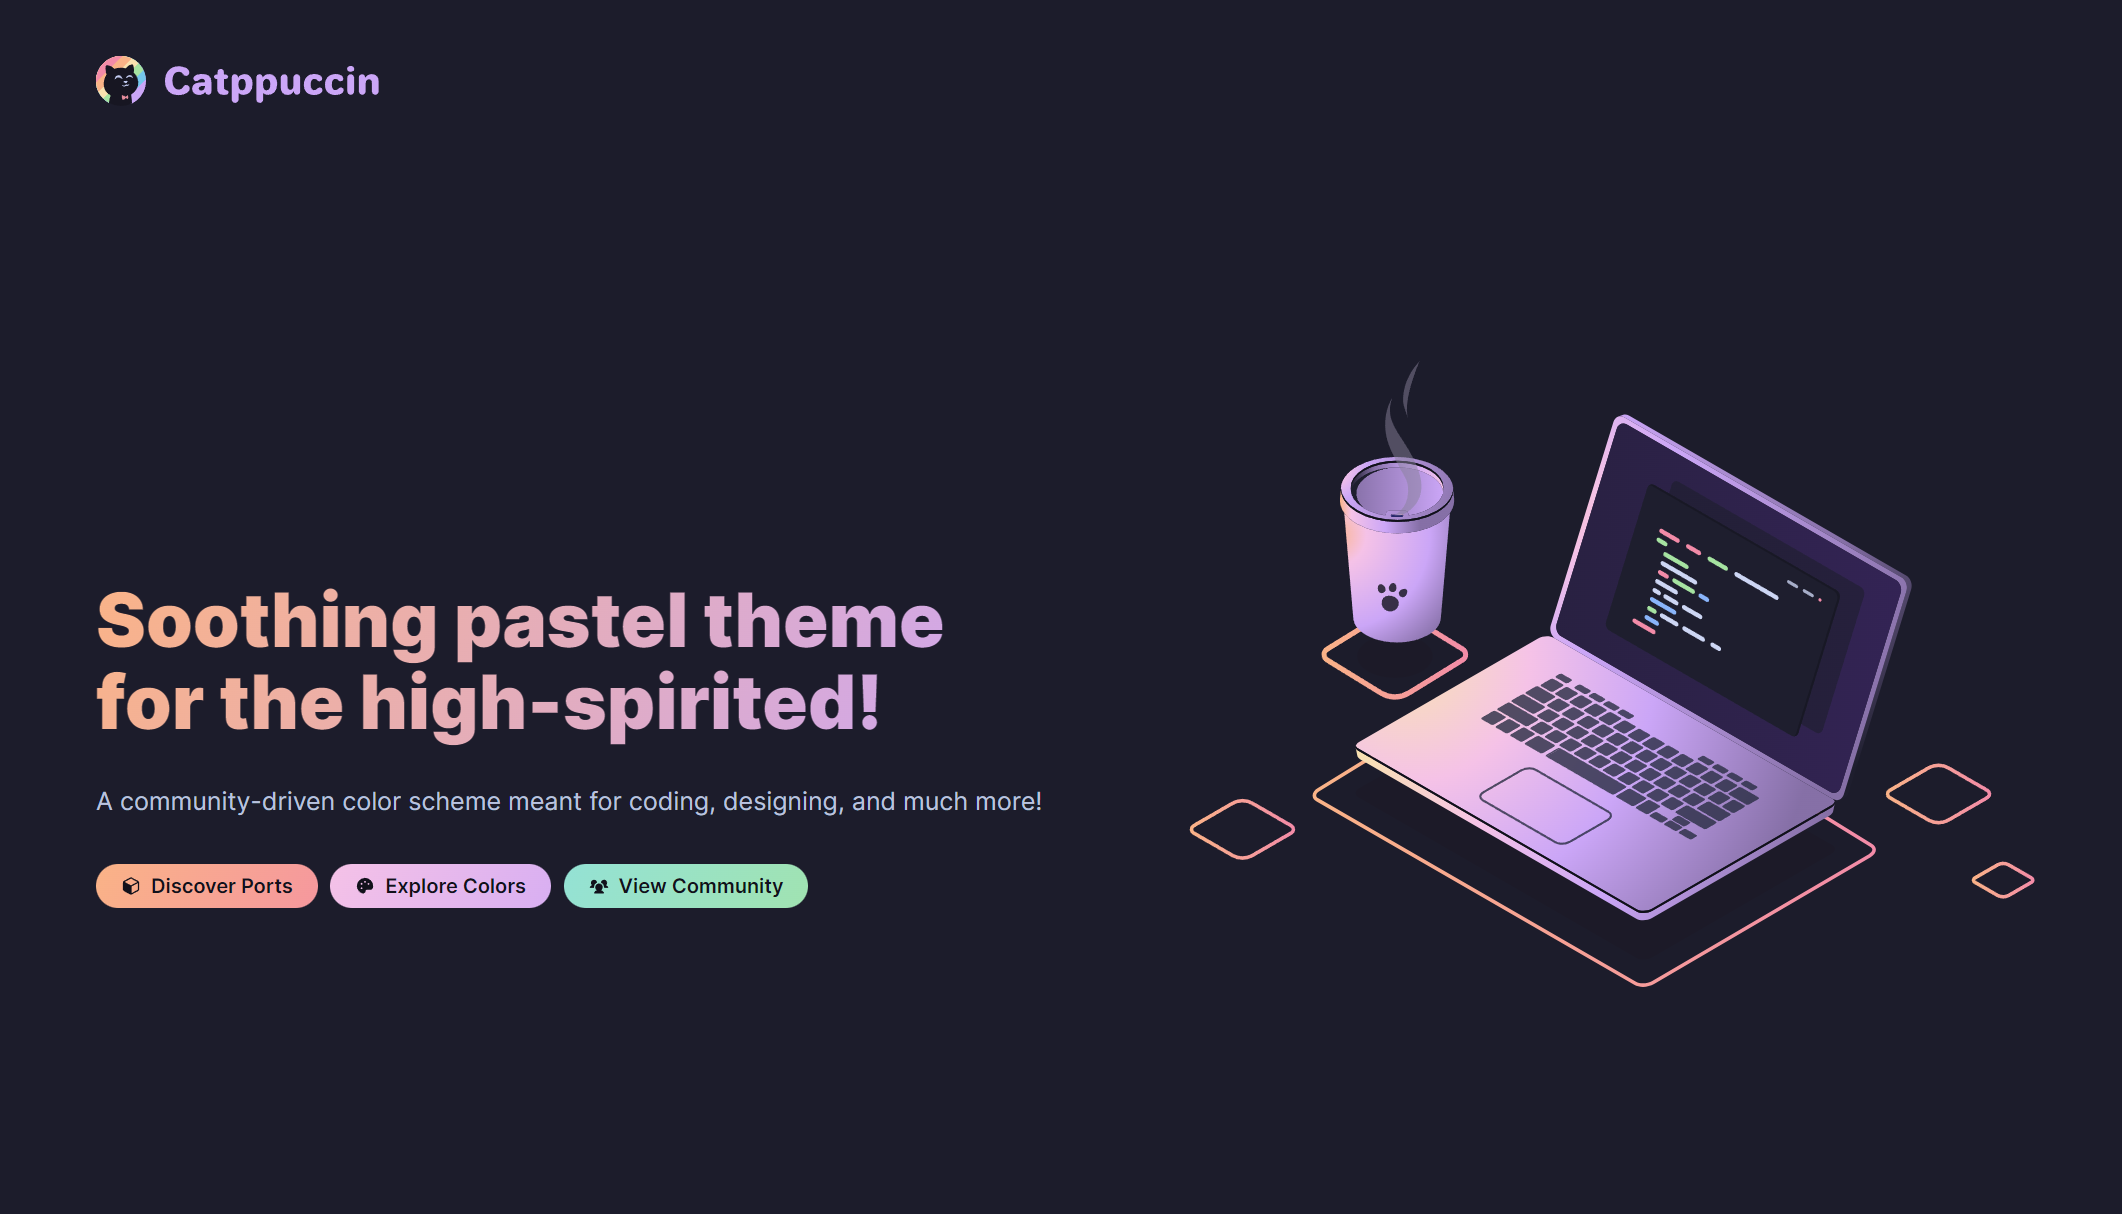 Catppuccin
Soothing pastel theme
for the high-spirited!
A community-driven color scheme meant for coding, designing, and much more!
Discover Ports
Explore Colors
View Community